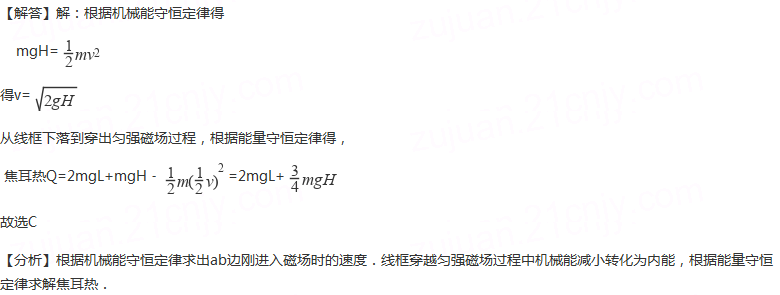 【解答】解：根据机械能守恒定律得
mgH= \frac{1}{2}mv^2
得v= \sqrt{2gH}
从线框下落到穿出匀强磁场过程，根据能量守恒定律得，
焦耳热Q=2mgL+mgH﹣ \frac{1}{2}m(\frac{1}{2}v)^2 =2mgL+ \frac{3}{4}mgH
故选C
【分析】根据机械能守恒定律求出ab边刚进入磁场时的速度．线框穿越匀强磁场过程中机械能减小转化为内能，根据能量守恒
定律求解焦耳热．